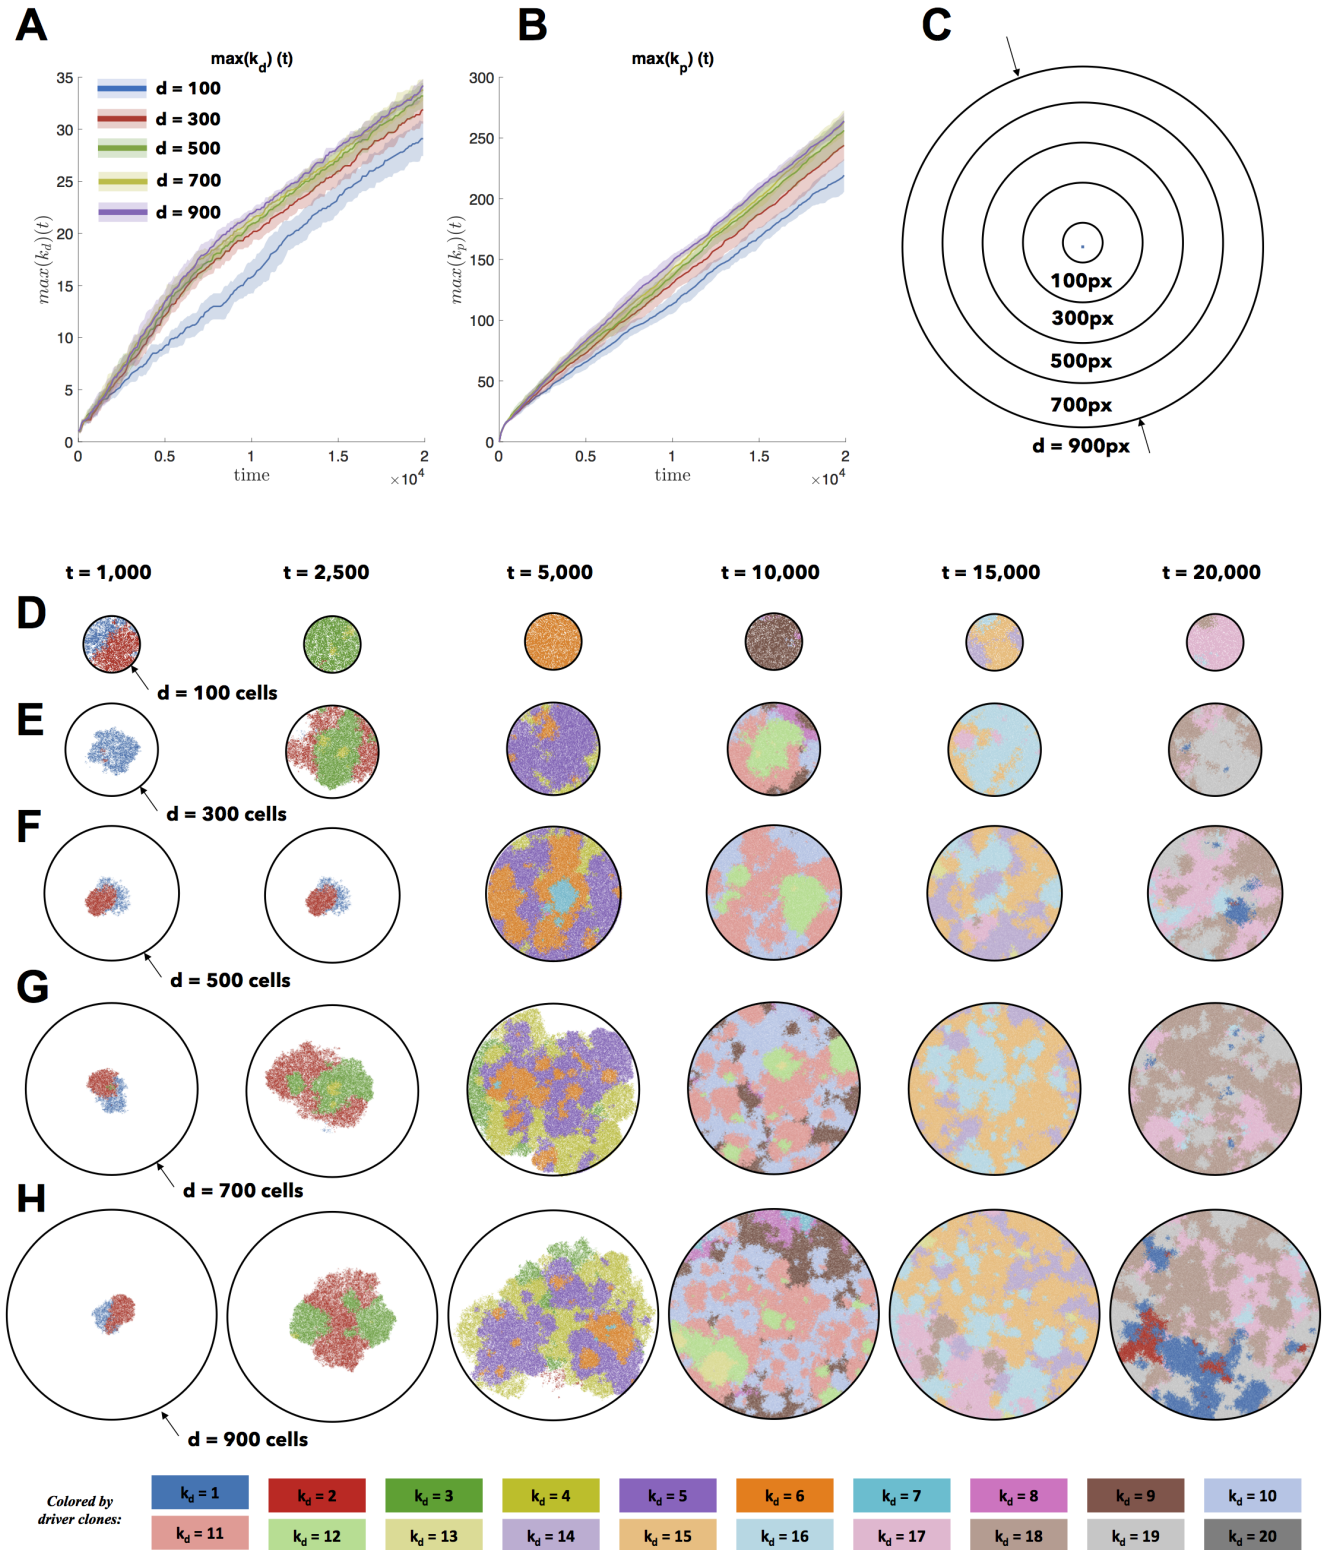 A
B
C
max(k_d) (t)
max(k_p) (t)
35
30
25
20
15
10
5
0
d = 100
d = 300
d = 500
d = 700
d = 900
max(k_d)(t)
0
0.5
1
1.5
2
time
×10^4
300
250
200
150
100
50
0
max(k_p)(t)
0
0.5
1
1.5
2
time
×10^4
100px
300px
500px
700px
d = 900px
t = 1,000
t = 2,500
t = 5,000
t = 10,000
t = 15,000
t = 20,000
D
d = 100 cells
E
d = 300 cells
F
d = 500 cells
G
d = 700 cells
H
d = 900 cells
Colored by
driver clones:
k_d = 1
k_d = 2
k_d = 3
k_d = 4
k_d = 5
k_d = 6
k_d = 7
k_d = 8
k_d = 9
k_d = 10
k_d = 11
k_d = 12
k_d = 13
k_d = 14
k_d = 15
k_d = 16
k_d = 17
k_d = 18
k_d = 19
k_d = 20